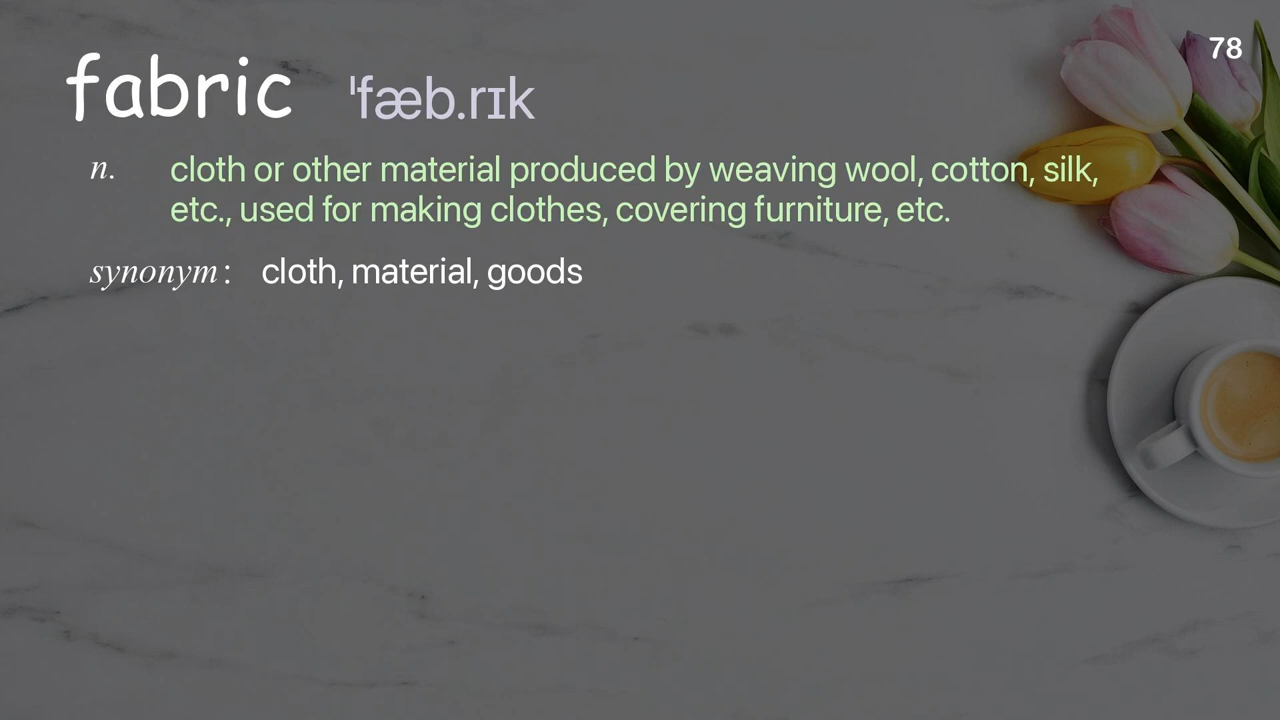 78
fabric ˈfæb.rɪk
n. cloth or other material produced by weaving wool, cotton, silk,
etc., used for making clothes, covering furniture, etc.
synonym: cloth, material, goods